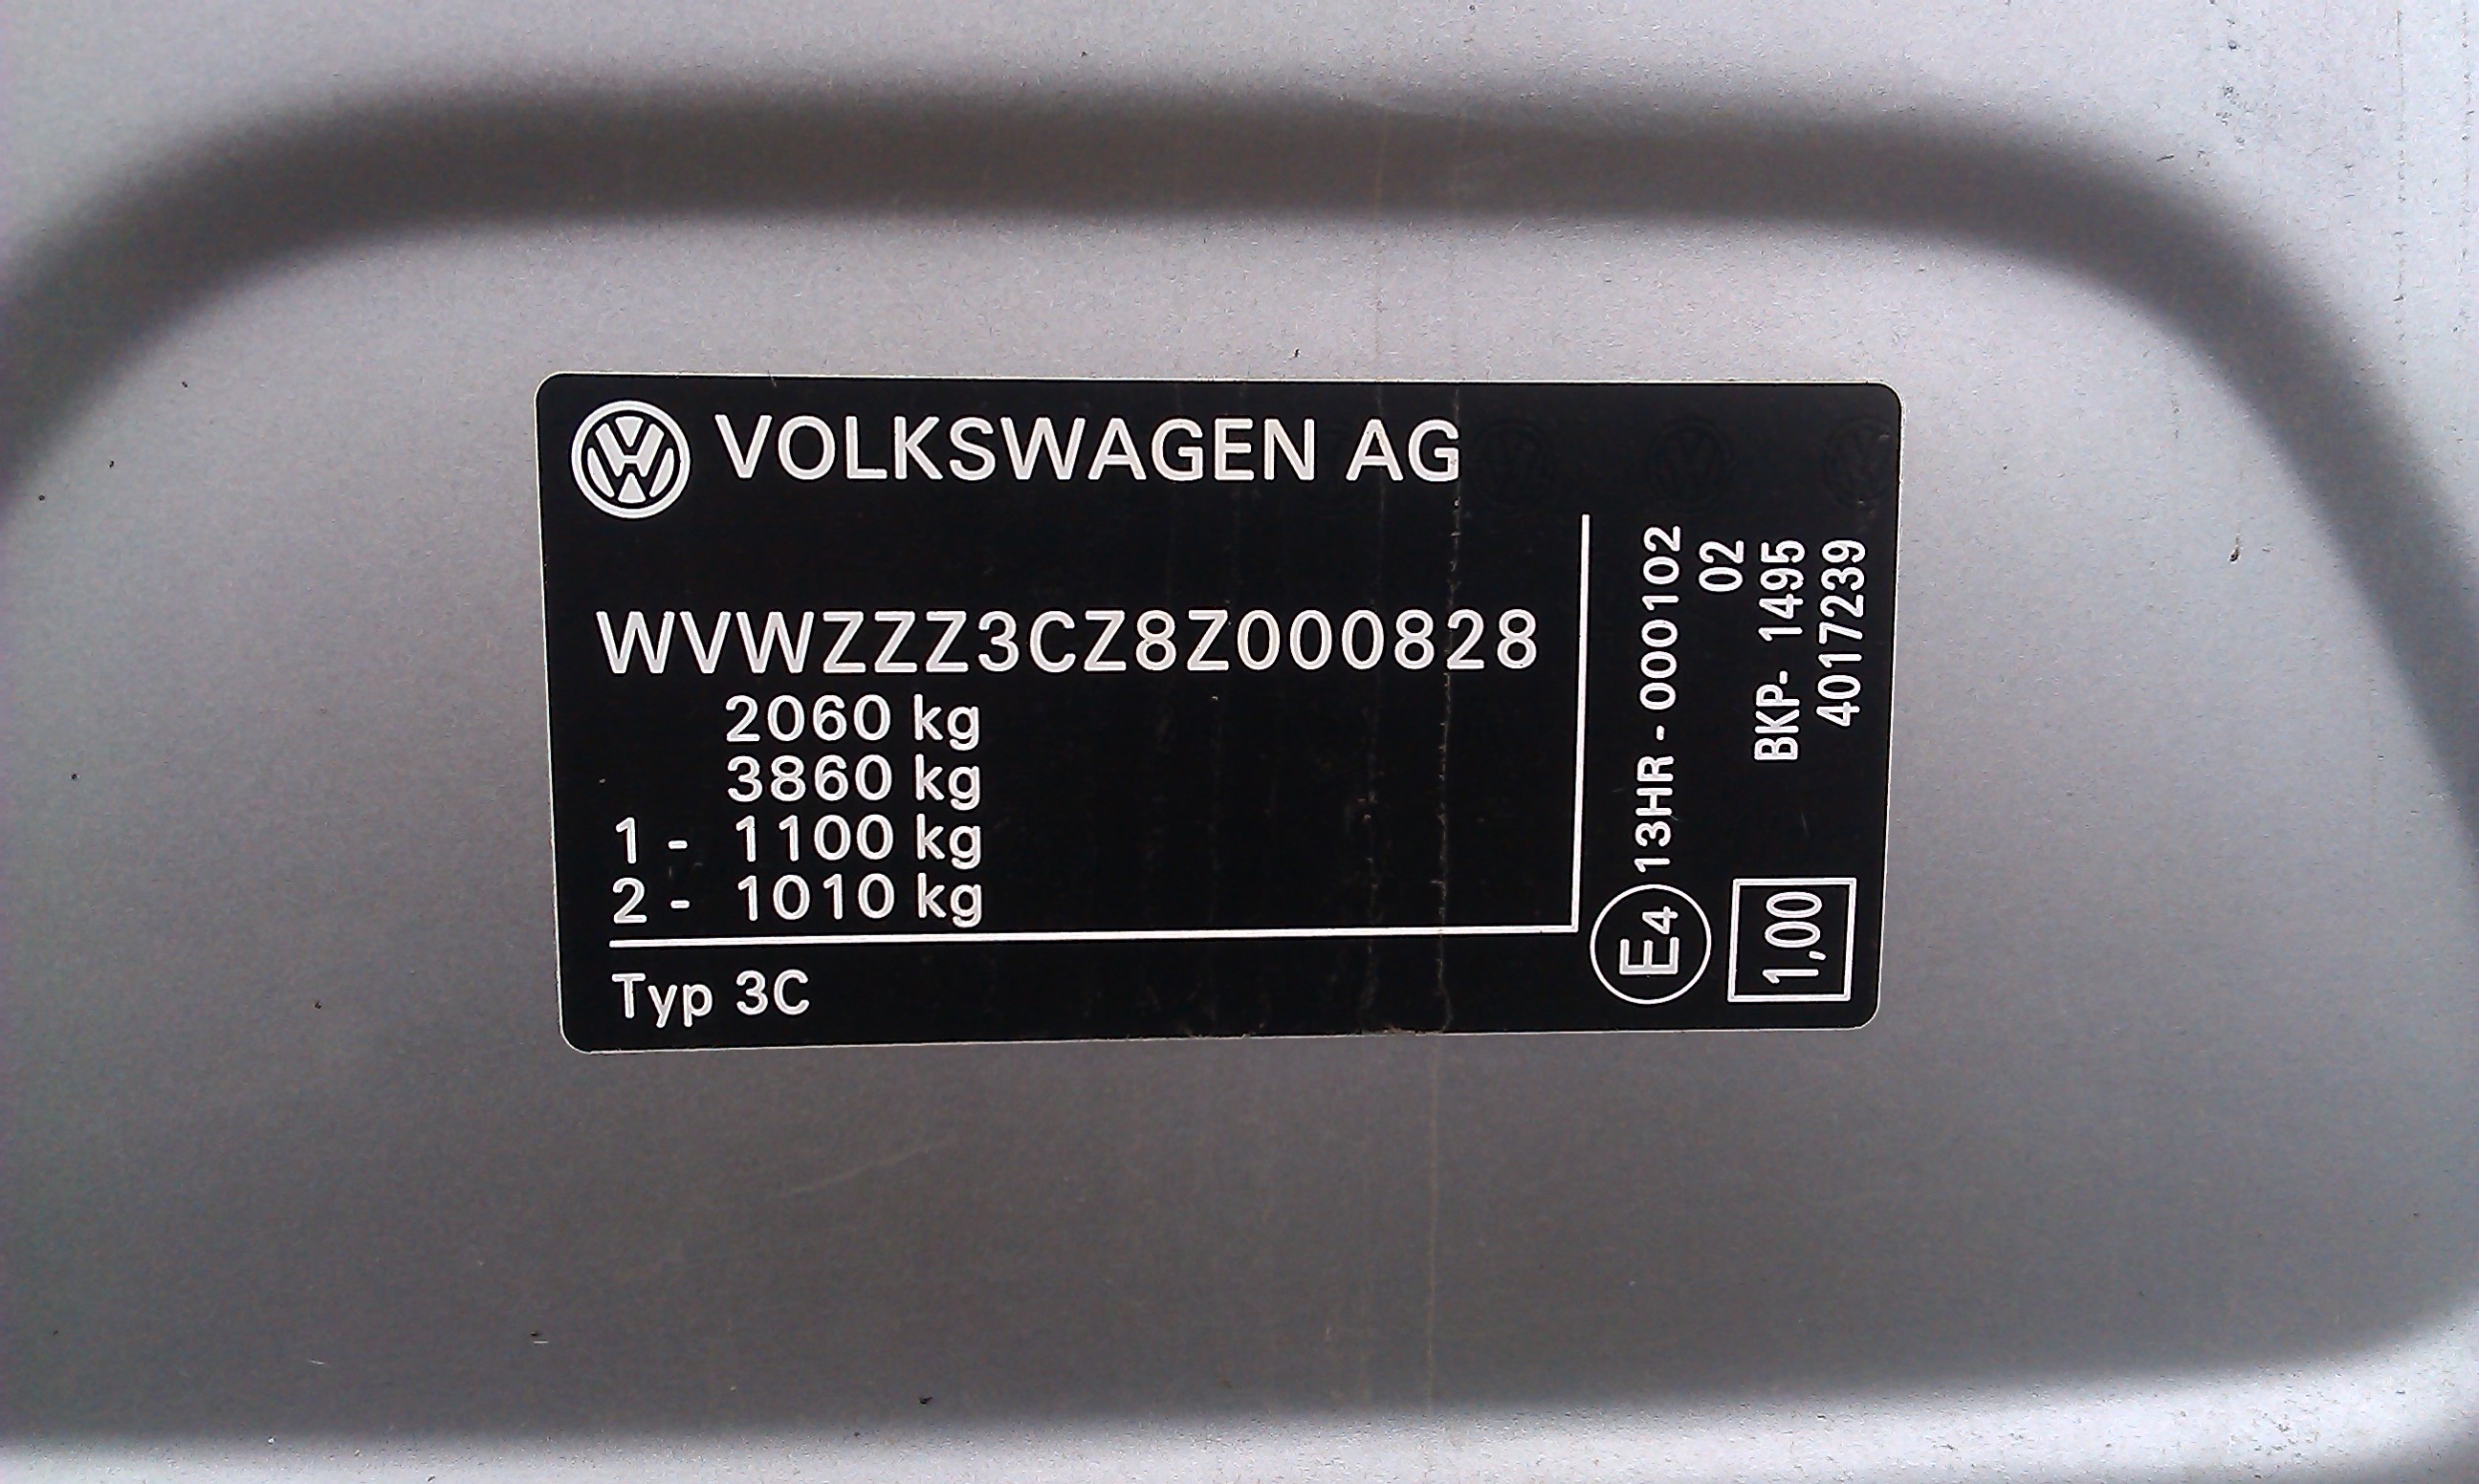 VOLKSWAGEN AG
WVWZZZ3CZ8Z000828
2060 kg
3860 kg
1 - 1100 kg
2 - 1010 kg
Typ 3C
E4 13HR - 000102
02
BKP- 1495
4017239
1,00